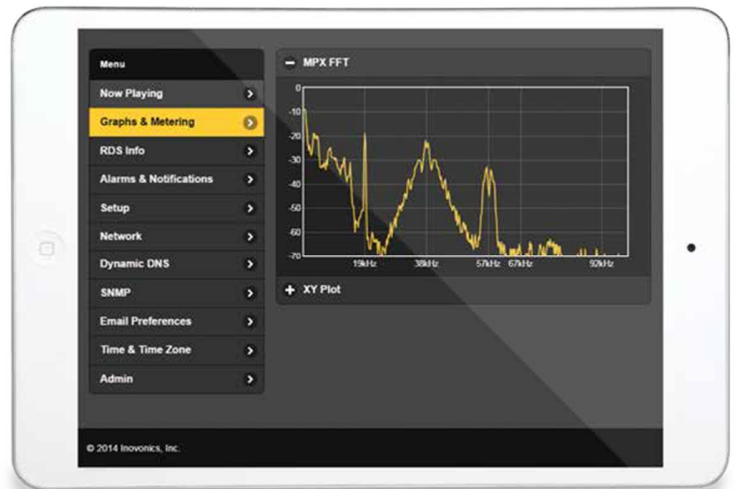 Menu
Now Playing
Graphs & Metering
RDS Info
Alarms & Notifications
Setup
Network
Dynamic DNS
SNMP
Email Preferences
Time & Time Zone
Admin
MPX FFT
0
-10
-20
-30
-40
-50
-60
-70
19kHz 38kHz 57kHz 67kHz 92kHz
XY Plot
© 2014 Inovonics, Inc.